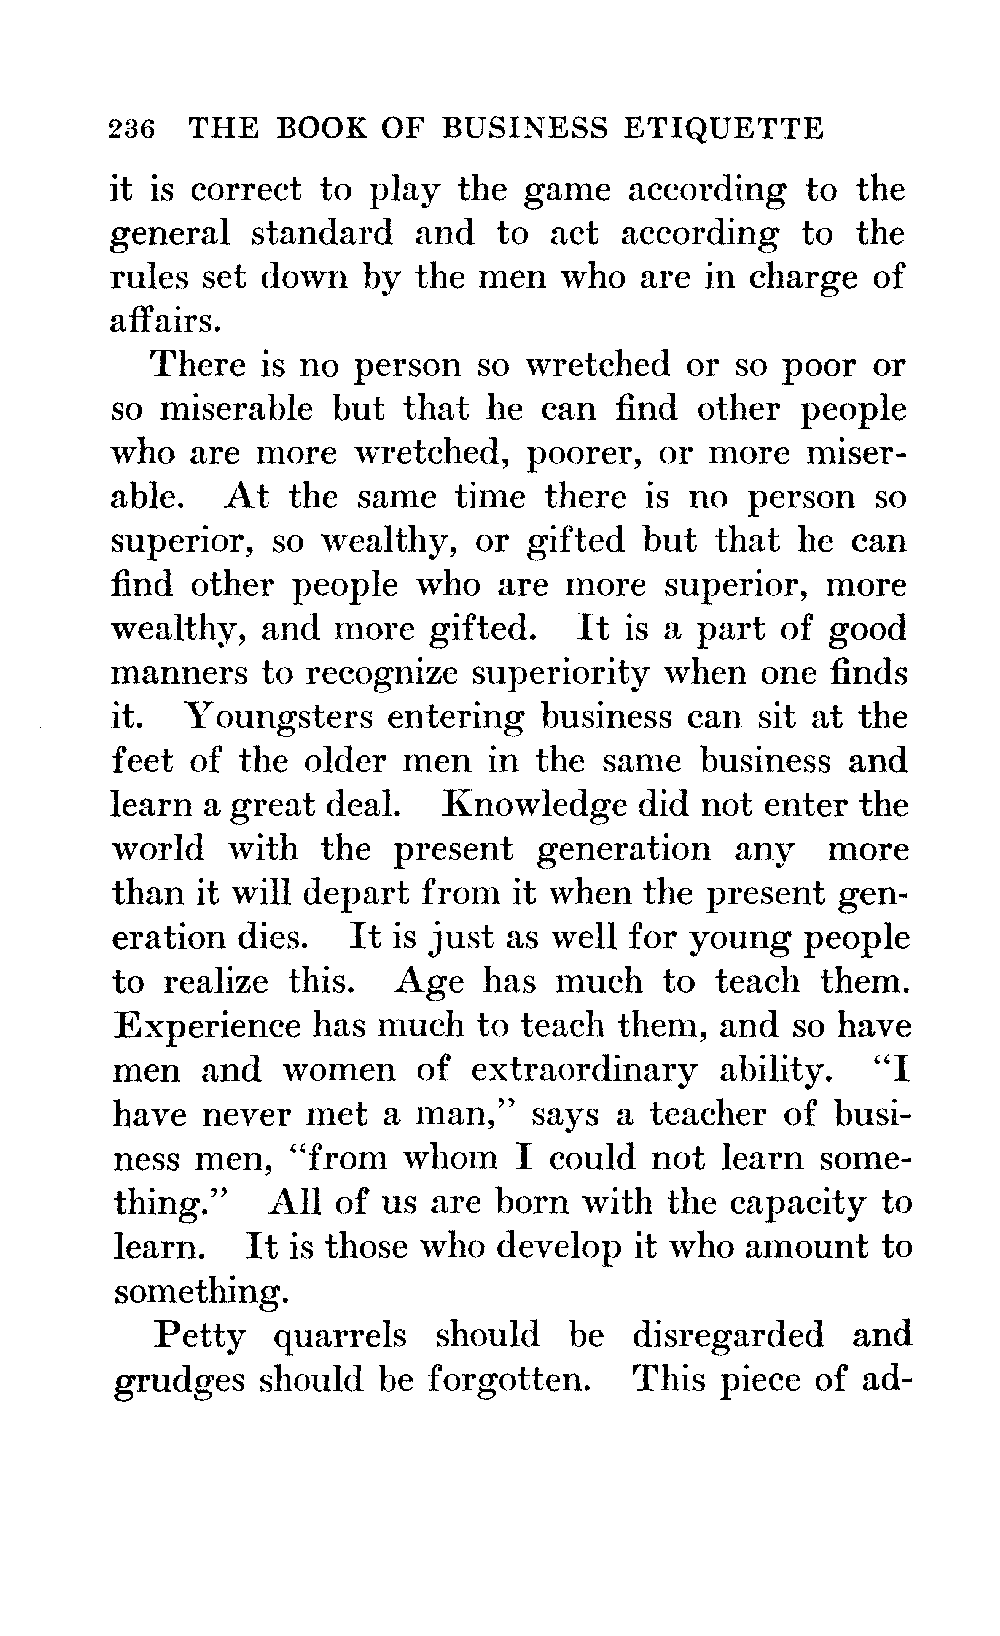 236 THE BOOK OF BUSINESS ETIQUETTE
it is correct to play the game according to the
general standard and to act according to the
rules set down by the men who are in charge of
affairs.
There is no person so wretched or so poor or
so miserable but that he can find other people
who are more wretched, poorer, or more miser-
able. At the same time there is no person so
superior, so wealthy, or gifted but that he can
find other people who are more superior, more
wealthy, and more gifted. It is a part of good
manners to recognize superiority when one finds
it. Youngsters entering business can sit at the
feet of the older men in the same business and
learn a great deal. Knowledge did not enter the
world with the present generation any more
than it will depart from it when the present gen-
eration dies. It is just as well for young people
to realize this. Age has much to teach them.
Experience has much to teach them, and so have
men and women of extraordinary ability. “I
have never met a man,” says a teacher of busi-
ness men, “from whom I could not learn some-
thing.” All of us are born with the capacity to
learn. It is those who develop it who amount to
something.
Petty quarrels should be disregarded and
grudges should be forgotten. This piece of ad-